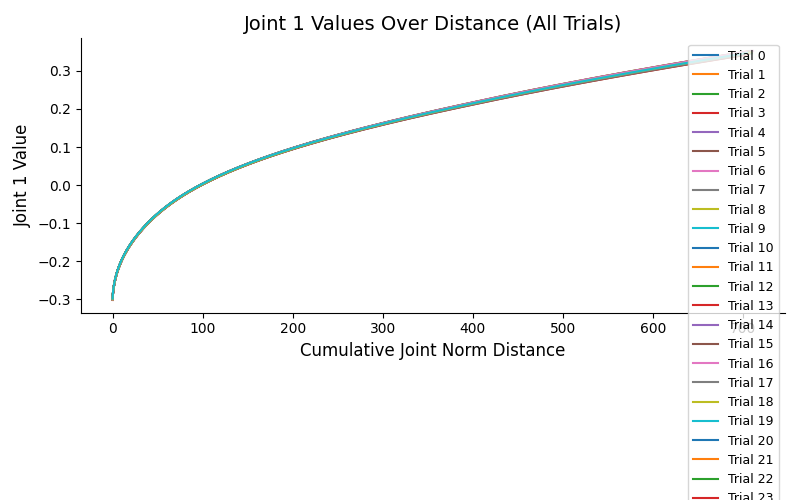 Joint 1 Values Over Distance (All Trials)
Joint 1 Value
0.3
0.2
0.1
0.0
−0.1
−0.2
−0.3
0 100 200 300 400 500 600 700
Cumulative Joint Norm Distance
Trial 0
Trial 1
Trial 2
Trial 3
Trial 4
Trial 5
Trial 6
Trial 7
Trial 8
Trial 9
Trial 10
Trial 11
Trial 12
Trial 13
Trial 14
Trial 15
Trial 16
Trial 17
Trial 18
Trial 19
Trial 20
Trial 21
Trial 22
Trial 23